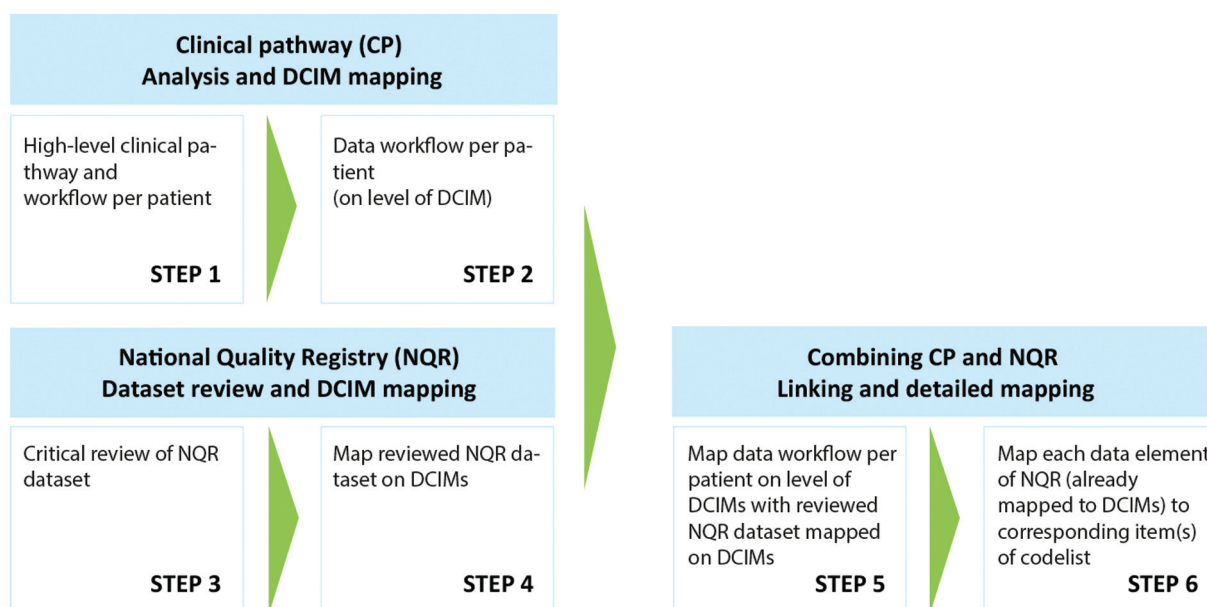 Clinical pathway (CP)
Analysis and DCIM mapping
High-level clinical pa-
thway and
workflow per patient
STEP 1
Data workflow per pa-
tient
(on level of DCIM)
STEP 2
National Quality Registry (NQR)
Dataset review and DCIM mapping
Critical review of NQR
dataset
STEP 3
Map reviewed NQR da-
taset on DCIMs
STEP 4
Combining CP and NQR
Linking and detailed mapping
Map data workflow per
patient on level of
DCIMs with reviewed
NQR dataset mapped
on DCIMs
STEP 5
Map each data element
of NQR (already
mapped to DCIMs) to
corresponding item(s)
of codelist
STEP 6